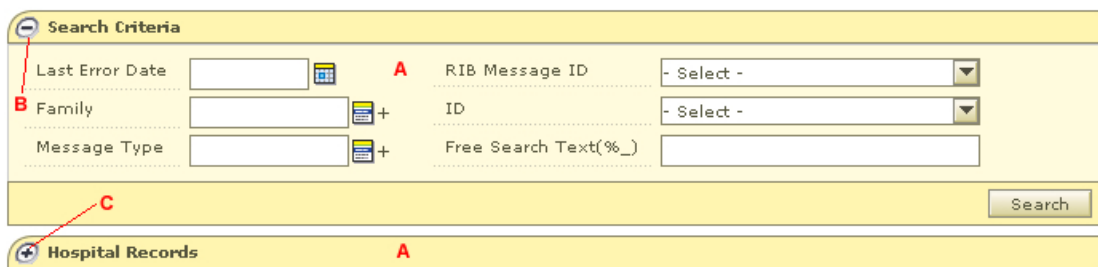 Search Criteria
Last Error Date A RIB Message ID - Select -
B Family + ID - Select -
Message Type + Free Search Text(%_)
C Search
Hospital Records A